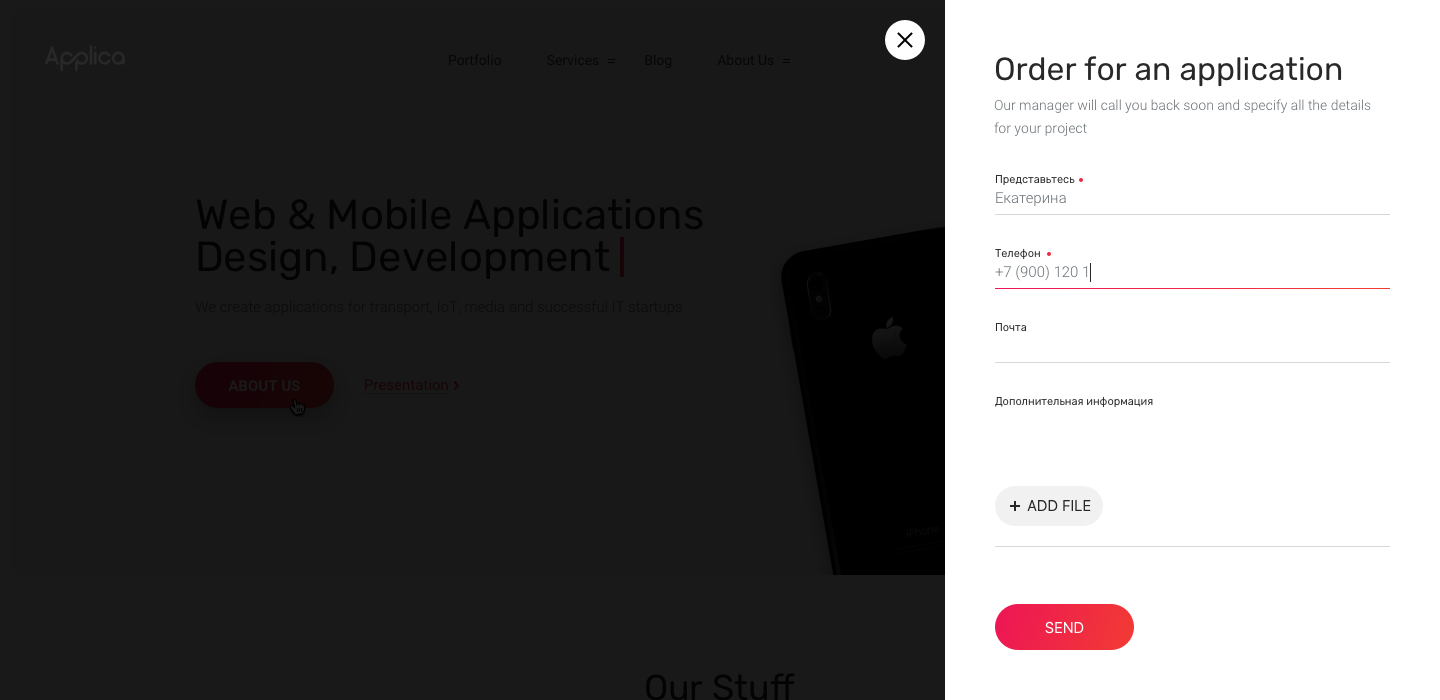 Applica
Portfolio
Services
Blog
About Us
Web & Mobile Applications
Design, Development
We create applications for transport, IoT, media and successful IT startups
ABOUT US
Presentation
Our Stuff
Order for an application
Our manager will call you back soon and specify all the details
for your project
Представьтесь
Екатерина
Телефон
+7 (900) 120 1
Почта
Дополнительная информация
+ ADD FILE
SEND